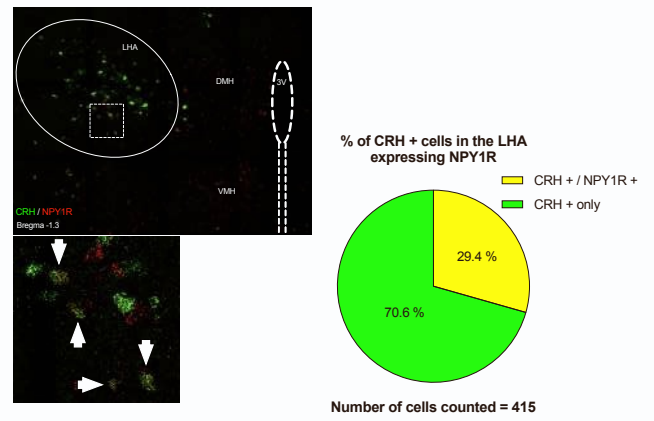 LHA
DMH
3V
VMH
CRH / NPY1R
Bregma -1.3
% of CRH + cells in the LHA
expressing NPY1R
CRH + / NPY1R +
CRH + only
29.4 %
70.6 %
Number of cells counted = 415